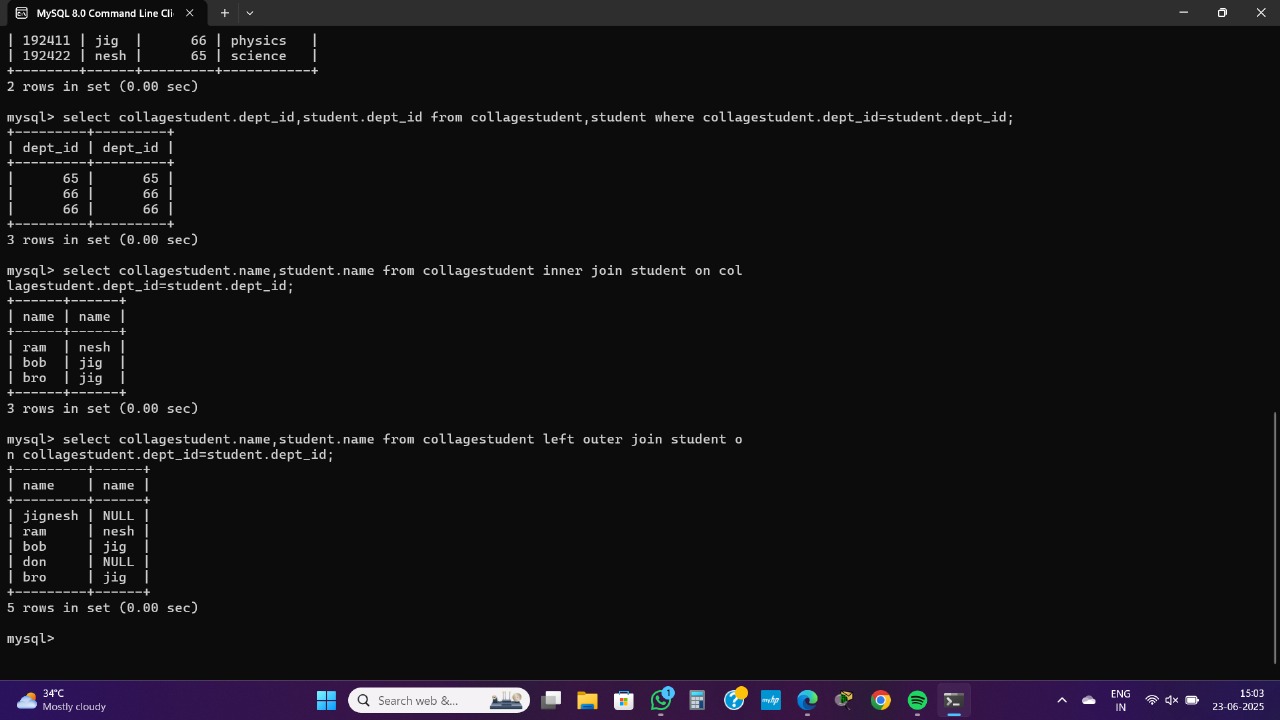 MySQL 8.0 Command Line Cli
| 192411 | jig  |      66 | physics   |
| 192422 | nesh |      65 | science   |
+--------+------+---------+-----------+
2 rows in set (0.00 sec)
mysql> select collagestudent.dept_id,student.dept_id from collagestudent,student where collagestudent.dept_id=student.dept_id;
+---------+---------+
| dept_id | dept_id |
+---------+---------+
|      65 |      65 |
|      66 |      66 |
|      66 |      66 |
+---------+---------+
3 rows in set (0.00 sec)
mysql> select collagestudent.name,student.name from collagestudent inner join student on col
lagestudent.dept_id=student.dept_id;
+------+------+
| name | name |
+------+------+
| ram  | nesh |
| bob  | jig  |
| bro  | jig  |
+------+------+
3 rows in set (0.00 sec)
mysql> select collagestudent.name,student.name from collagestudent left outer join student o
n collagestudent.dept_id=student.dept_id;
+---------+------+
| name    | name |
+---------+------+
| jignesh | NULL |
| ram     | nesh |
| bob     | jig  |
| don     | NULL |
| bro     | jig  |
+---------+------+
5 rows in set (0.00 sec)
mysql>
34°C
Mostly cloudy
Search web &...
1
?
myhp
ENG
IN
15:03
23-06-2025